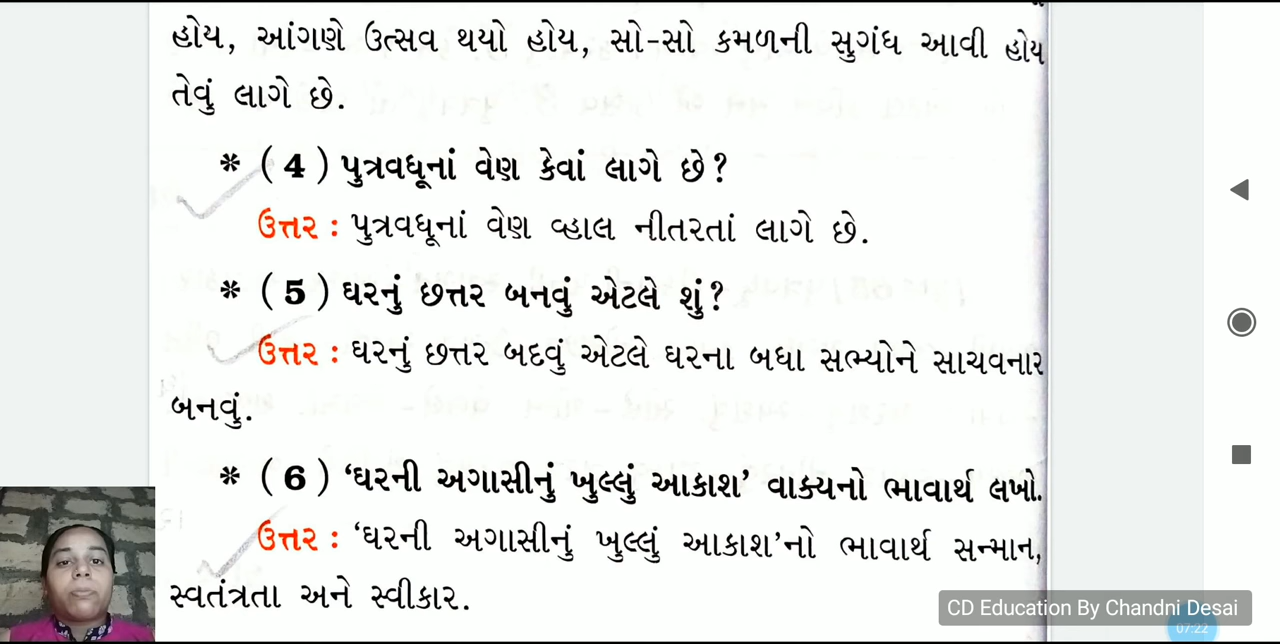 હોય, આંગણે ઉત્સવ થયો હોય, સો-સો કમળની સુગંધ આવી હોય
તેવું લાગે છે.
* (4) પુત્રવધૂનાં વેણ કેવાં લાગે છે?
ઉત્તર : પુત્રવધૂનાં વેણ વ્હાલ નીતરતાં લાગે છે.
* (5) ઘરનું છત્તર બનવું એટલે શું?
ઉત્તર : ઘરનું છત્તર બદવું એટલે ઘરના બધા સભ્યોને સાચવનાર
બનવું.
* (6) ‘ઘરની અગાસીનું ખુલ્લું આકાશ’ વાક્યનો ભાવાર્થ લખો.
ઉત્તર : ‘ઘરની અગાસીનું ખુલ્લું આકાશ’નો ભાવાર્થ સન્માન,
સ્વતંત્રતા અને સ્વીકાર.
CD Education By Chandni Desai
07:22